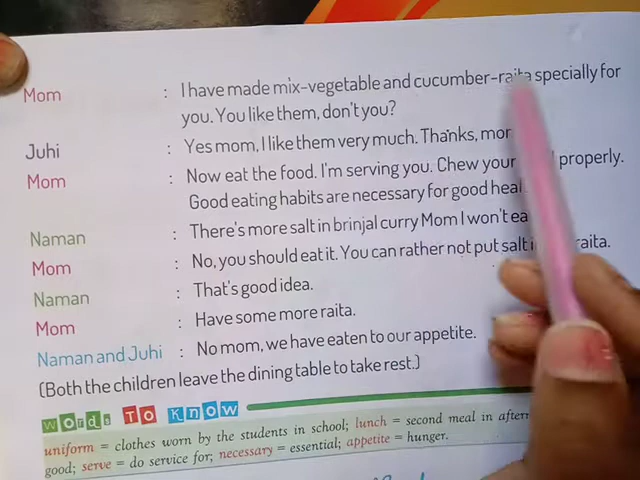 Mom : I have made mix-vegetable and cucumber-raita specially for
you. You like them, don't you?
Juhi : Yes mom, I like them very much. Thanks,
Mom : Now eat the food. I'm serving you. Chew your properly.
Good eating habits are necessary for good
Naman : There's more salt in brinjal curry Mom I won't
Mom : No, you should eat it. You can rather not put salt raita.
Naman : That's good idea.
Mom : Have some more raita.
Naman and Juhi : No mom, we have eaten to our appetite.
(Both the children leave the dining table to take rest.)
Words To Know
uniform = clothes worn by the students in school; lunch = second meal in
good; serve = do service for; necessary = essential; appetite = hunger.